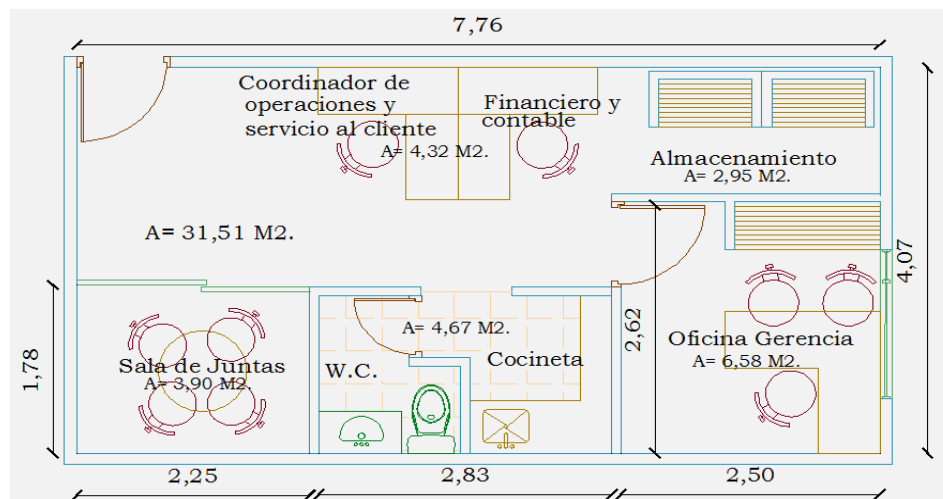 7,76
Coordinador de
operaciones y
servicio al cliente
A= 4,32 M2.
Financiero y
contable
Almacenamiento
A= 2,95 M2.
A= 31,51 M2.
4,07
2,62
1,78
Sala de Juntas
A= 3,90 M2.
W.C.
A= 4,67 M2.
Cocineta
Oficina Gerencia
A= 6,58 M2.
2,25
2,83
2,50